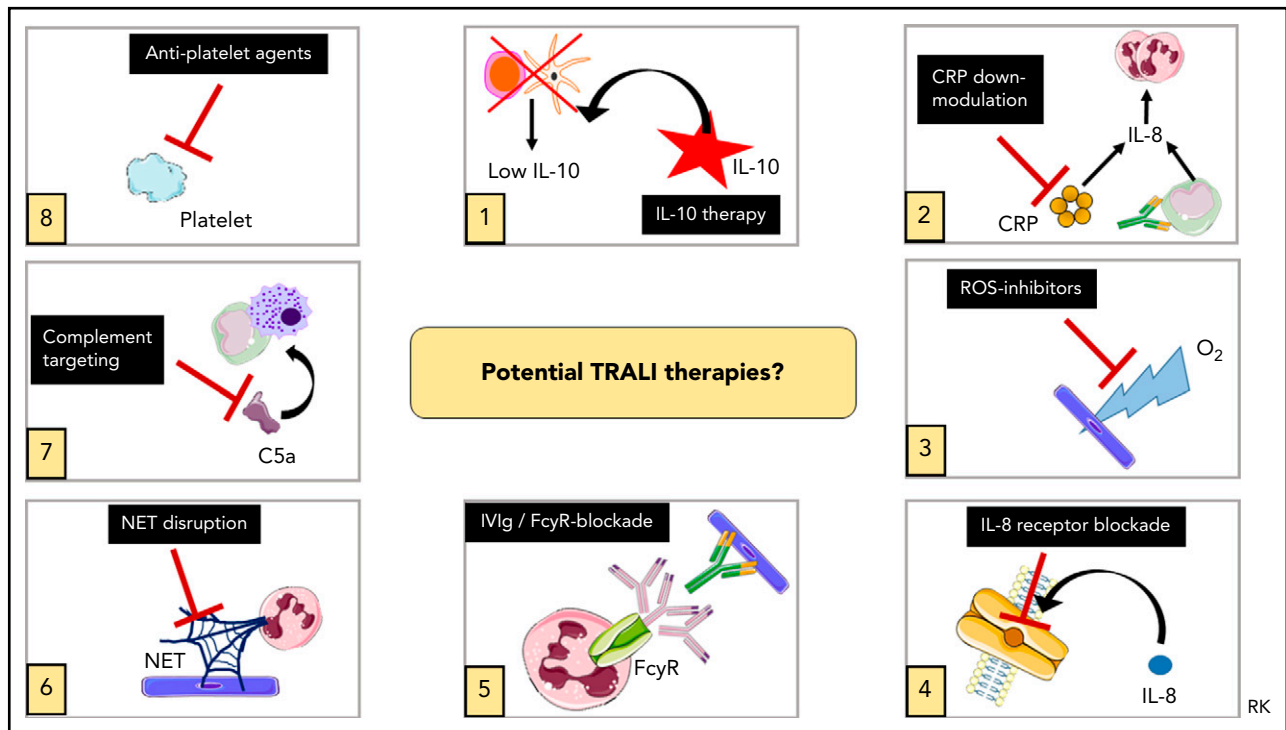 Anti-platelet agents
Platelet
8
Low IL-10
IL-10
IL-10 therapy
1
CRP down-
modulation
IL-8
CRP
2
Complement
targeting
C5a
7
Potential TRALI therapies?
ROS-inhibitors
O2
3
NET disruption
NET
6
IVIg / FcyR-blockade
FcyR
5
IL-8 receptor blockade
IL-8
4
RK